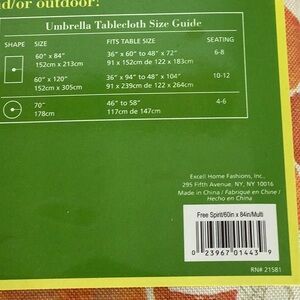 nd/or outdoor!
Umbrella Tablecloth Size Guide
SHAPE SIZE FITS TABLE SIZE SEATING
60" x 84" 36" x 60" to 48" x 72" 6-8
152cm x 213cm 91 x 152cm to 122 x 183cm
60" x 120" 36" x 94" to 48" x 104" 10-12
152cm x 305cm 91 x 239cm to 122 x 264cm
70" 46" to 58" 4-6
178cm 117cm de 147cm
Excell Home Fashions, Inc.,
295 Fifth Avenue, NY, NY 10016
Made in China / Fabriqué en Chine /
Hecho en China
Free Spirit/60in x 84in/Multi
0 23967 01443 9
RN# 21581